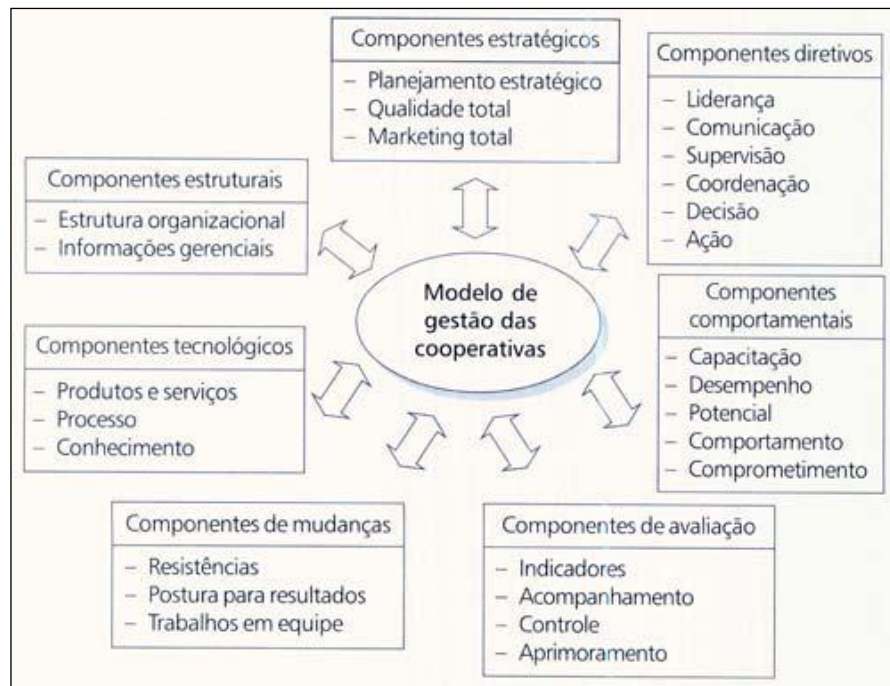 Componentes estratégicos
– Planejamento estratégico
– Qualidade total
– Marketing total
Componentes diretivos
– Liderança
– Comunicação
– Supervisão
– Coordenação
– Decisão
– Ação
Componentes estruturais
– Estrutura organizacional
– Informações gerenciais
Modelo de
gestão das
cooperativas
Componentes
comportamentais
– Capacitação
– Desempenho
– Potencial
– Comportamento
– Comprometimento
Componentes tecnológicos
– Produtos e serviços
– Processo
– Conhecimento
Componentes de mudanças
– Resistências
– Postura para resultados
– Trabalhos em equipe
Componentes de avaliação
– Indicadores
– Acompanhamento
– Controle
– Aprimoramento